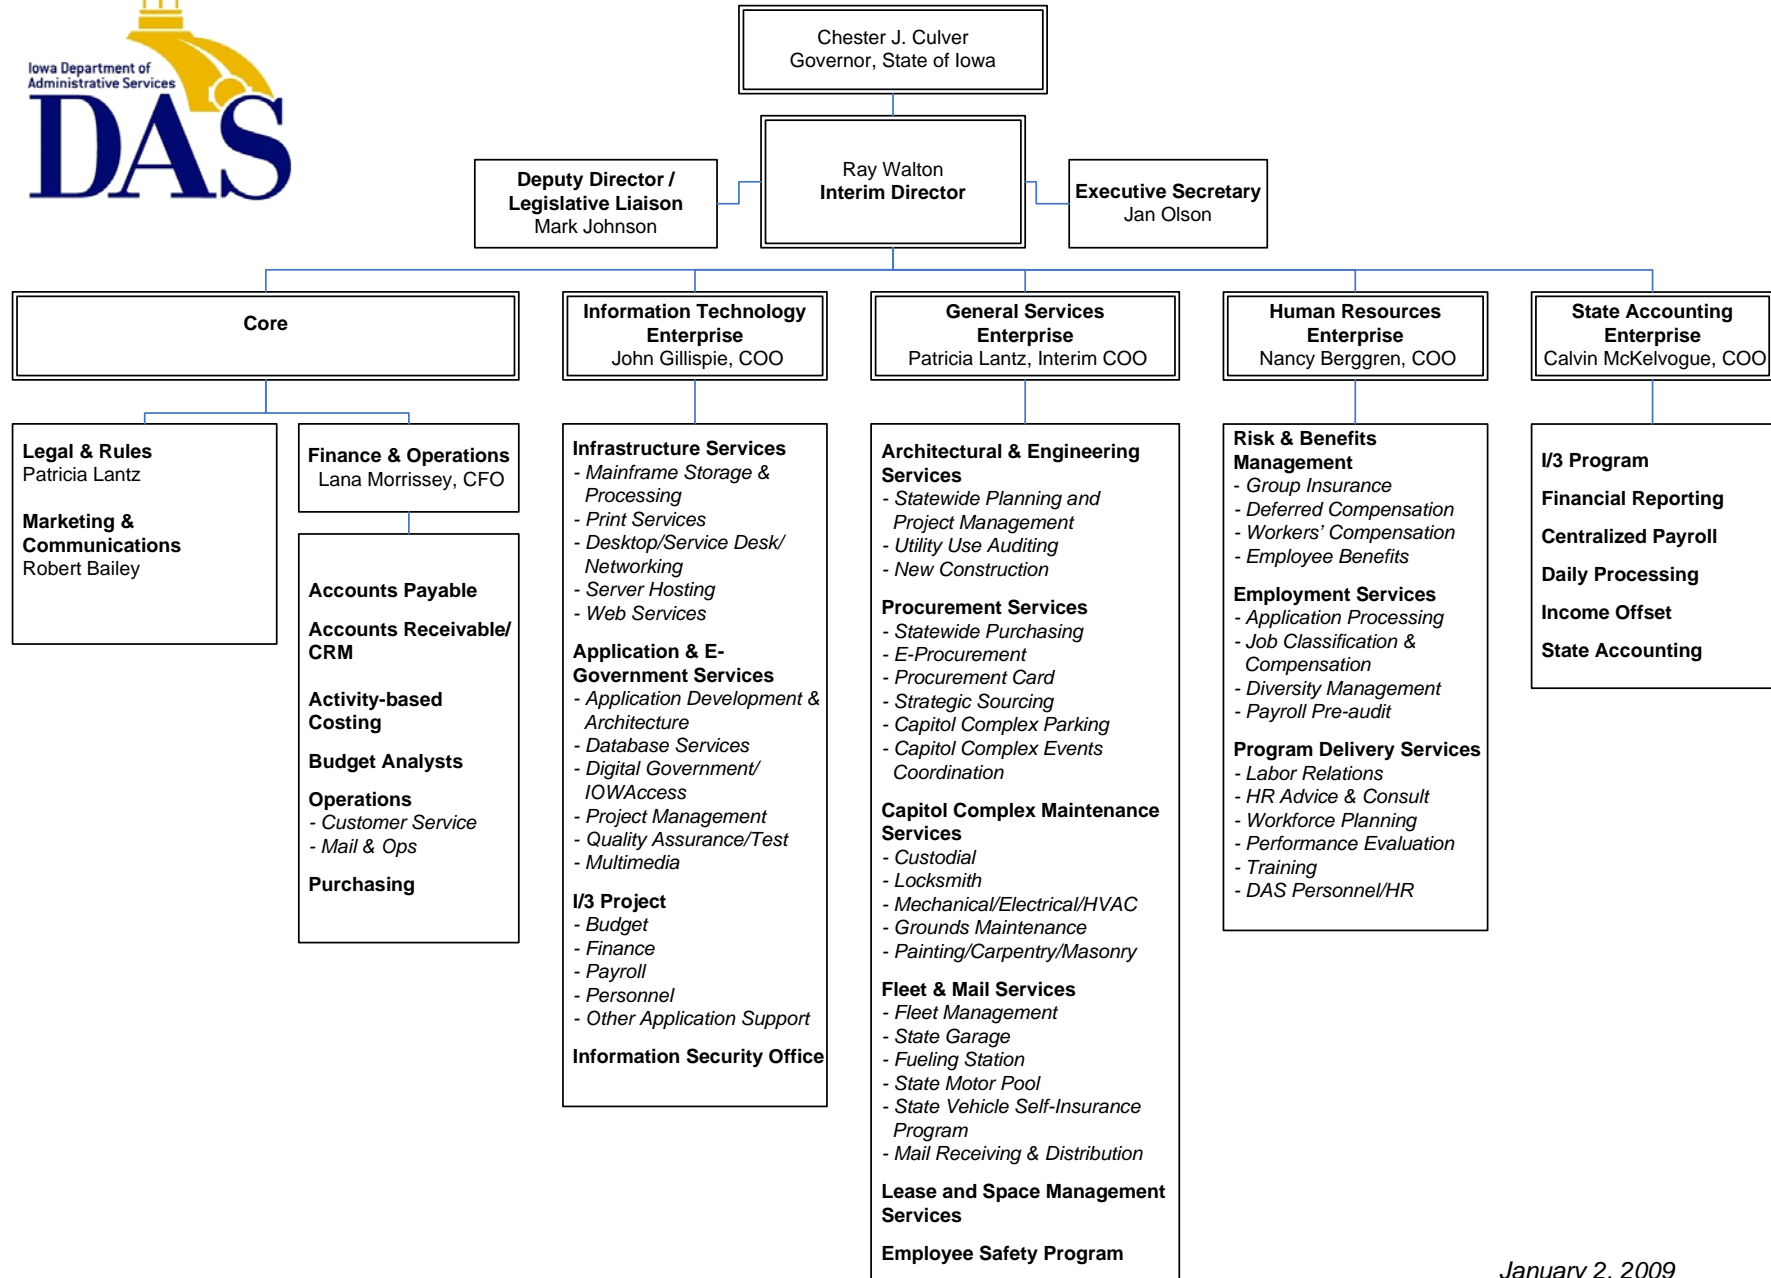 Iowa Department of
Administrative Services
DAS
Chester J. Culver
Governor, State of Iowa
Ray Walton
Interim Director
Deputy Director /
Legislative Liaison
Mark Johnson
Executive Secretary
Jan Olson
Core
Information Technology
Enterprise
John Gillispie, COO
General Services
Enterprise
Patricia Lantz, Interim COO
Human Resources
Enterprise
Nancy Berggren, COO
State Accounting
Enterprise
Calvin McKelvogue, COO
Legal & Rules
Patricia Lantz
Marketing &
Communications
Robert Bailey
Finance & Operations
Lana Morrissey, CFO
Accounts Payable
Accounts Receivable/
CRM
Activity-based
Costing
Budget Analysts
Operations
- Customer Service
- Mail & Ops
Purchasing
Infrastructure Services
- Mainframe Storage &
Processing
- Print Services
- Desktop/Service Desk/
Networking
- Server Hosting
- Web Services
Application & E-
Government Services
- Application Development &
Architecture
- Database Services
- Digital Government/
IOWAccess
- Project Management
- Quality Assurance/Test
- Multimedia
I/3 Project
- Budget
- Finance
- Payroll
- Personnel
- Other Application Support
Information Security Office
Architectural & Engineering
Services
- Statewide Planning and
Project Management
- Utility Use Auditing
- New Construction
Procurement Services
- Statewide Purchasing
- E-Procurement
- Procurement Card
- Strategic Sourcing
- Capitol Complex Parking
- Capitol Complex Events
Coordination
Capitol Complex Maintenance
Services
- Custodial
- Locksmith
- Mechanical/Electrical/HVAC
- Grounds Maintenance
- Painting/Carpentry/Masonry
Fleet & Mail Services
- Fleet Management
- State Garage
- Fueling Station
- State Motor Pool
- State Vehicle Self-Insurance
Program
- Mail Receiving & Distribution
Lease and Space Management
Services
Employee Safety Program
Risk & Benefits
Management
- Group Insurance
- Deferred Compensation
- Workers’ Compensation
- Employee Benefits
Employment Services
- Application Processing
- Job Classification &
Compensation
- Diversity Management
- Payroll Pre-audit
Program Delivery Services
- Labor Relations
- HR Advice & Consult
- Workforce Planning
- Performance Evaluation
- Training
- DAS Personnel/HR
I/3 Program
Financial Reporting
Centralized Payroll
Daily Processing
Income Offset
State Accounting
January 2, 2009